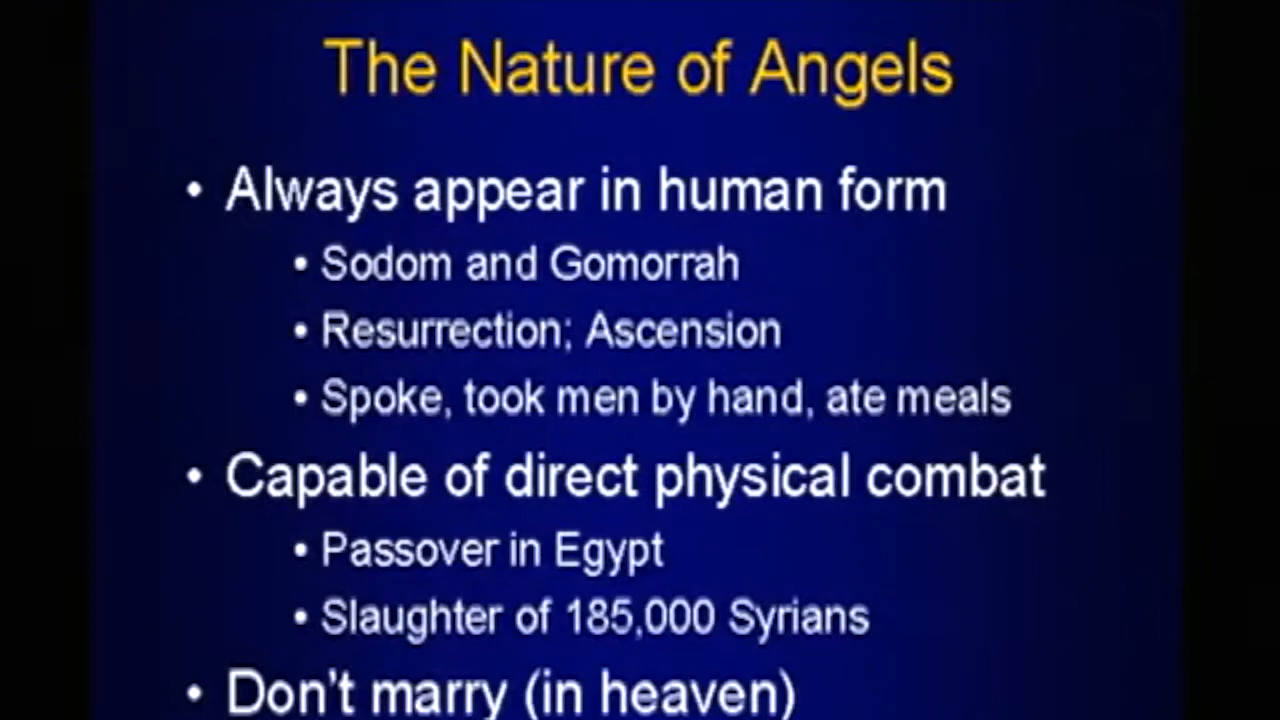 The Nature of Angels
• Always appear in human form
• Sodom and Gomorrah
• Resurrection; Ascension
• Spoke, took men by hand, ate meals
• Capable of direct physical combat
• Passover in Egypt
• Slaughter of 185,000 Syrians
• Don't marry (in heaven)